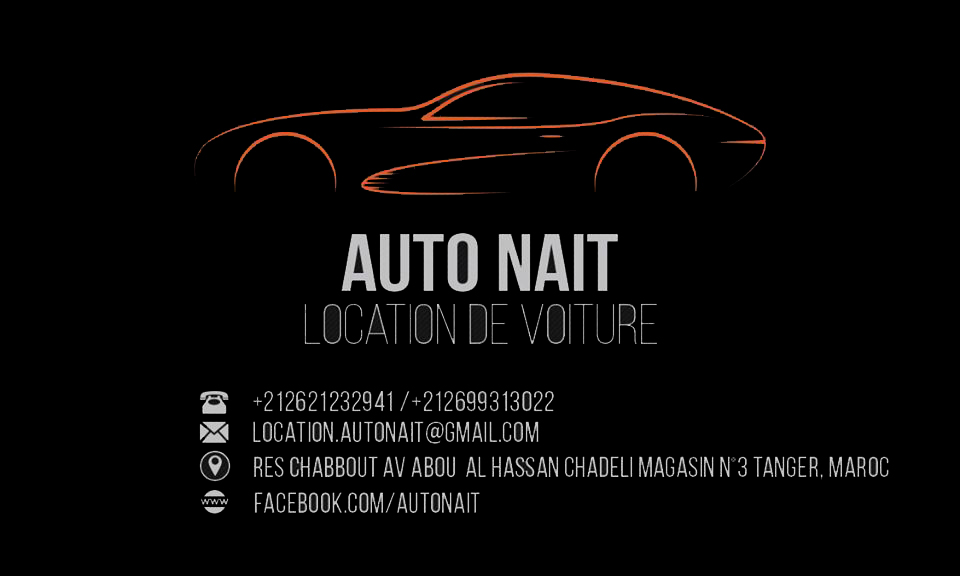 AUTO NAIT
LOCATION DE VOITURE
+212621232941 /+212699313022
LOCATION.AUTONAIT@GMAIL.COM
RES CHABBOUT AV ABOU AL HASSAN CHADELI MAGASIN N°3 TANGER, MAROC
WWW FACEBOOK.COM/AUTONAIT